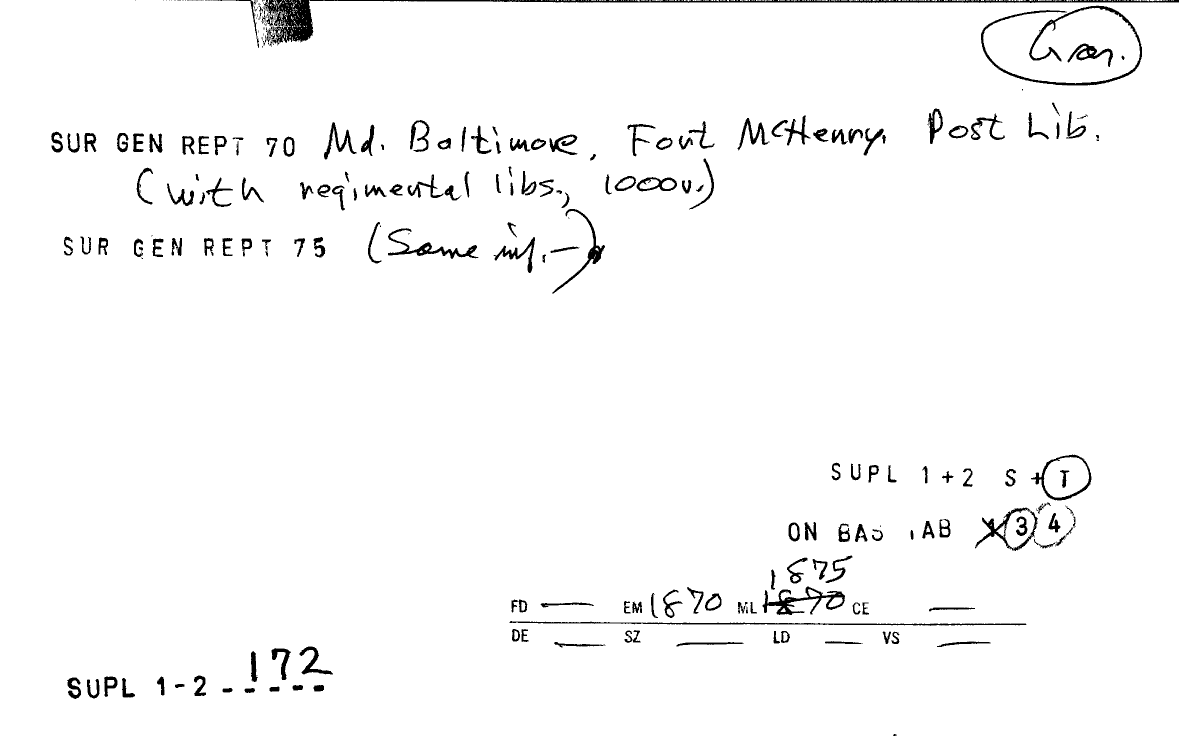 Gran.
SUR GEN REPT 70 Md. Baltimore, Fort McHenry, Post Lib.
(with regimental libs., 1000v.)
SUR GEN REPT 75 (Same inf.—)
SUPL 1+2 S+T
ON BAS TAB 3 4
1875
FD — EM 1870 ML 1870 CE —
DE — SZ — LD — VS —
SUPL 1-2 172